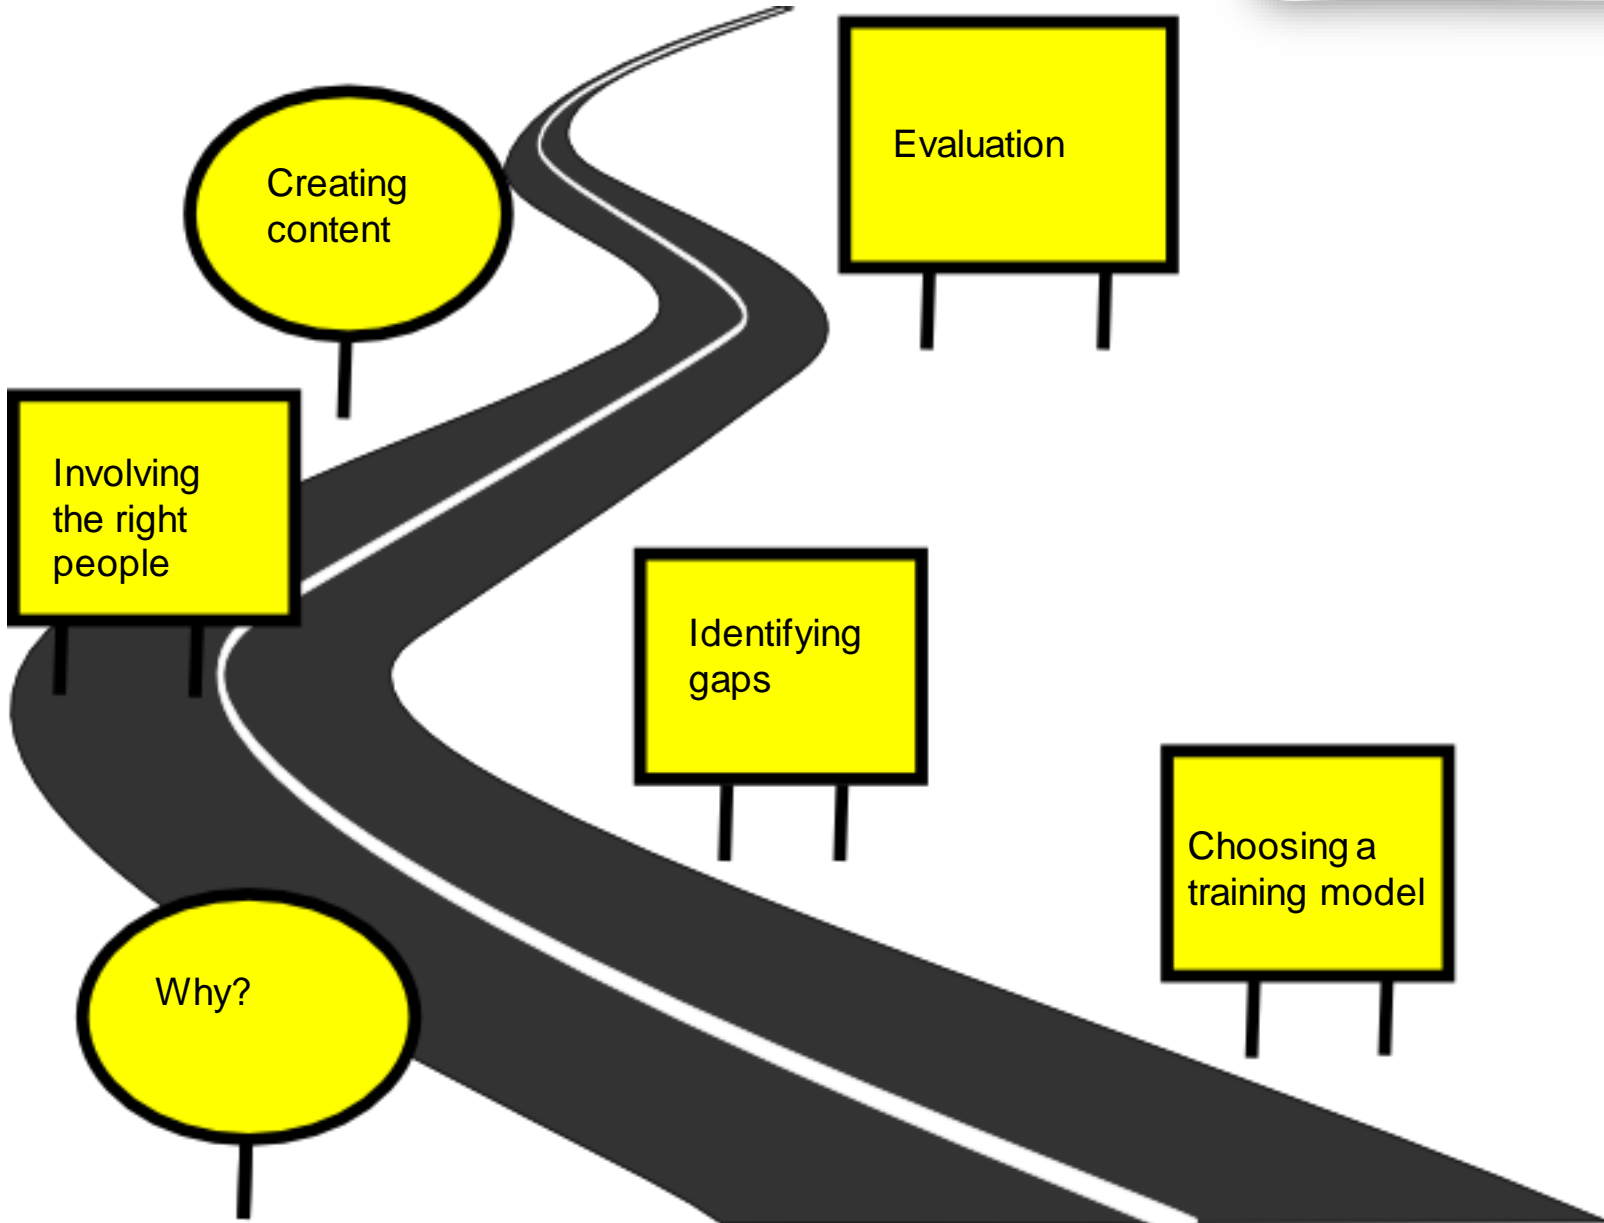 Evaluation
Creating
content
Involving
the right
people
Identifying
gaps
Choosing a
training model
Why?